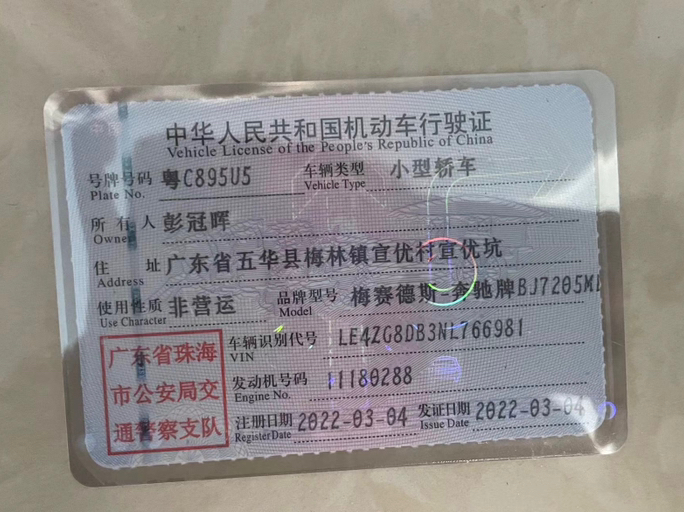 中华人民共和国机动车行驶证
Vehicle License of the People's Republic of China
号牌号码 粤C895U5 车辆类型 小型轿车
Plate No. Vehicle Type
所有人 彭冠晖
Owner
住址 广东省五华县梅林镇宣优村宣优坑
Address
使用性质 非营运 品牌型号 梅赛德斯-奔驰牌BJ7205M
Use Character Model
车辆识别代号 LE4ZG8DB3NL766981
VIN
发动机号码 11180288
Engine No.
注册日期 2022-03-04 发证日期 2022-03-04
Register Date Issue Date
广东省珠海
市公安局交
通警察支队